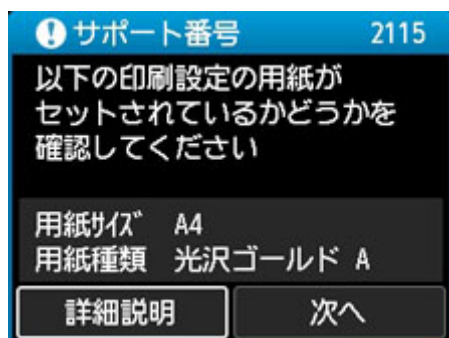 サポート番号 2115
以下の印刷設定の用紙が
セットされているかどうかを
確認してください
用紙ｻｲｽﾞ A4
用紙種類 光沢ゴールド A
詳細説明 次へ